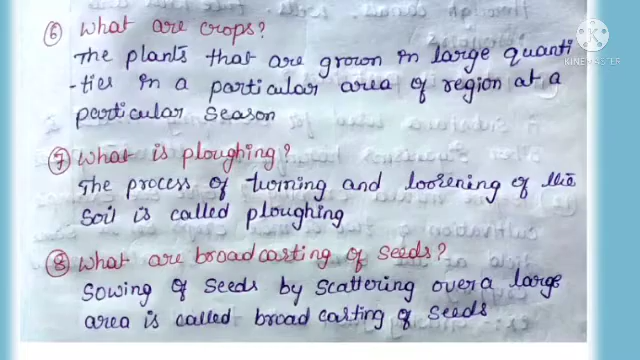 ⑥ What are crops?
The plants that are grown in large quanti
-ties in a particular area of region at a
particular season
⑦ What is ploughing?
The process of turning and loosening of the
soil is called ploughing
⑧ What are broadcasting of seeds?
Sowing of seeds by scattering over a large
area is called broadcasting of seeds
KINEMASTER